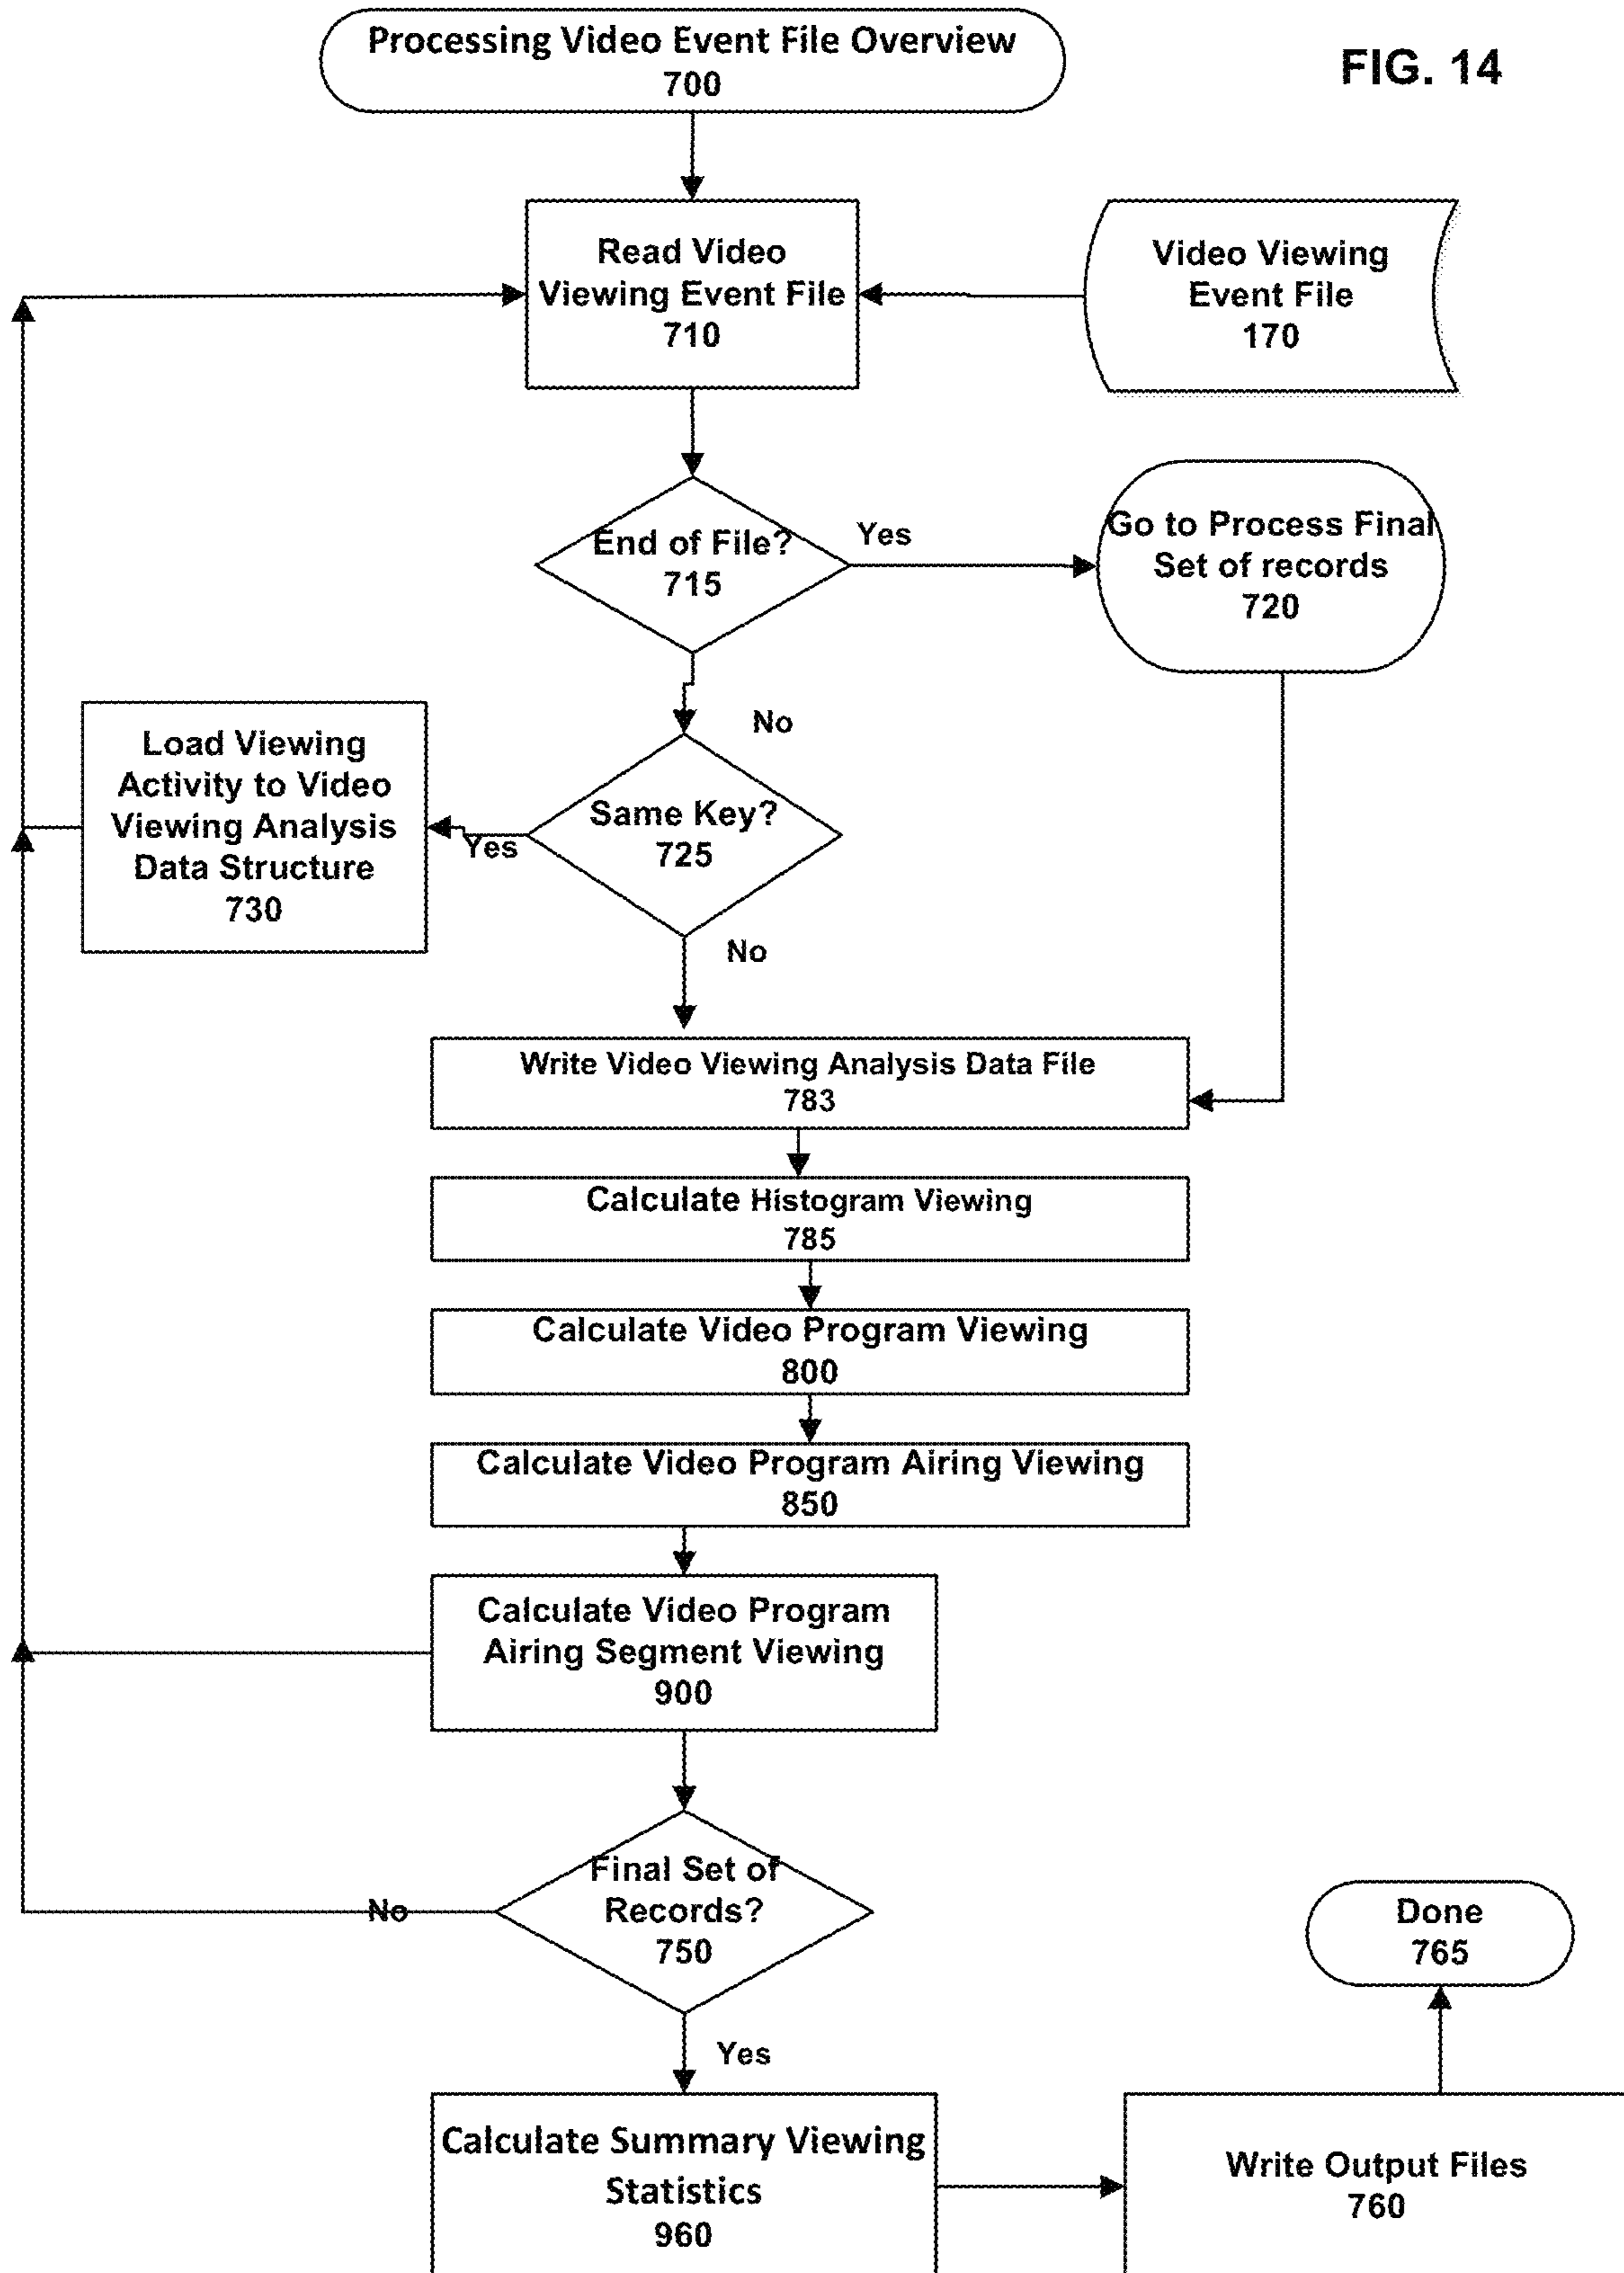 Processing Video Event File Overview
700
FIG. 14
Read Video
Viewing Event File
710
Video Viewing
Event File
170
End of File?
715
Yes
Go to Process Final
Set of records
720
No
Load Viewing
Activity to Video
Viewing Analysis
Data Structure
730
Same Key?
725
Yes
No
Write Video Viewing Analysis Data File
783
Calculate Histogram Viewing
785
Calculate Video Program Viewing
800
Calculate Video Program Airing Viewing
850
Calculate Video Program
Airing Segment Viewing
900
Final Set of
Records?
750
No
Yes
Done
765
Calculate Summary Viewing
Statistics
960
Write Output Files
760